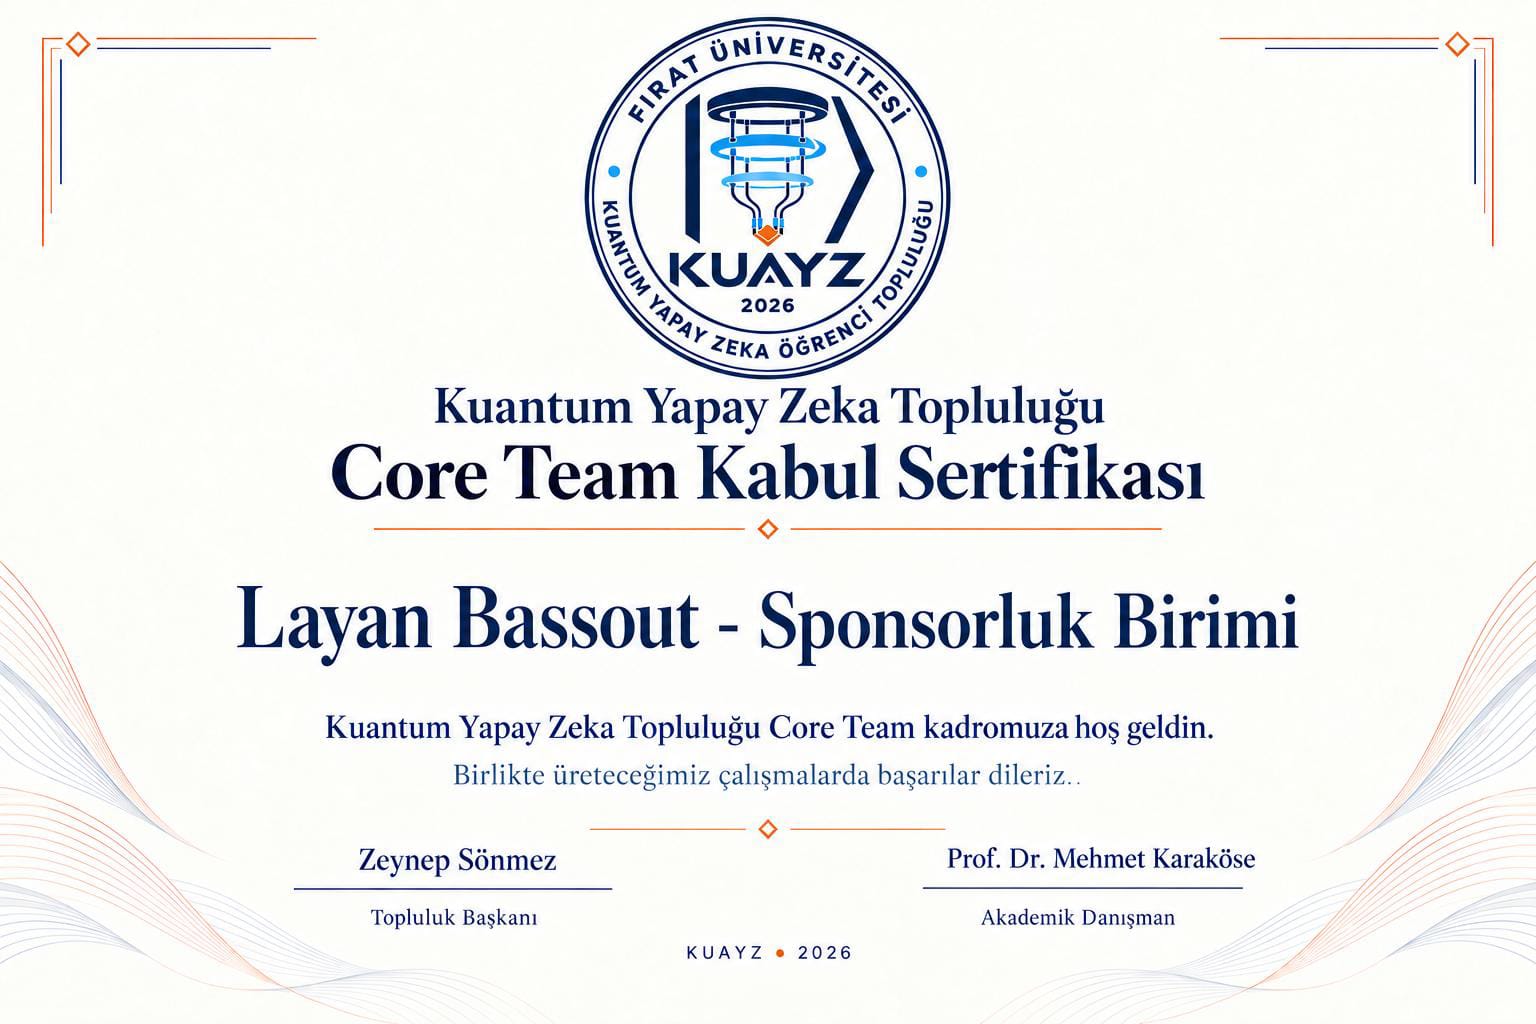 FIRAT ÜNİVERSİTESİ
KUAYZ
2026
KUANTUM YAPAY ZEKA ÖĞRENCİ TOPLULUĞU
Kuantum Yapay Zeka Topluluğu
Core Team Kabul Sertifikası
Layan Bassout - Sponsorluk Birimi
Kuantum Yapay Zeka Topluluğu Core Team kadromuza hoş geldin.
Birlikte üreteceğimiz çalışmalarda başarılar dileriz..
Zeynep Sönmez
Topluluk Başkanı
Prof. Dr. Mehmet Karaköse
Akademik Danışman
KUAYZ • 2026